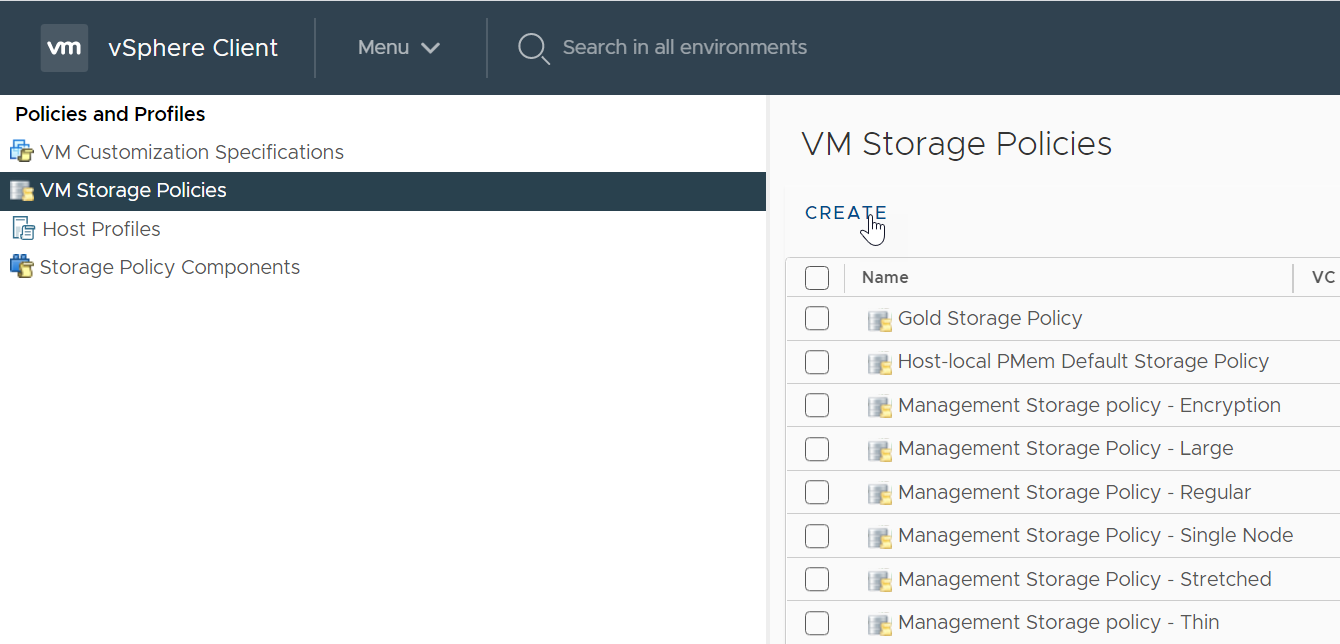 vm vSphere Client Menu Search in all environments
Policies and Profiles
VM Customization Specifications
VM Storage Policies
Host Profiles
Storage Policy Components
VM Storage Policies
CREATE
Name VC
Gold Storage Policy
Host-local PMem Default Storage Policy
Management Storage policy - Encryption
Management Storage Policy - Large
Management Storage Policy - Regular
Management Storage Policy - Single Node
Management Storage Policy - Stretched
Management Storage policy - Thin